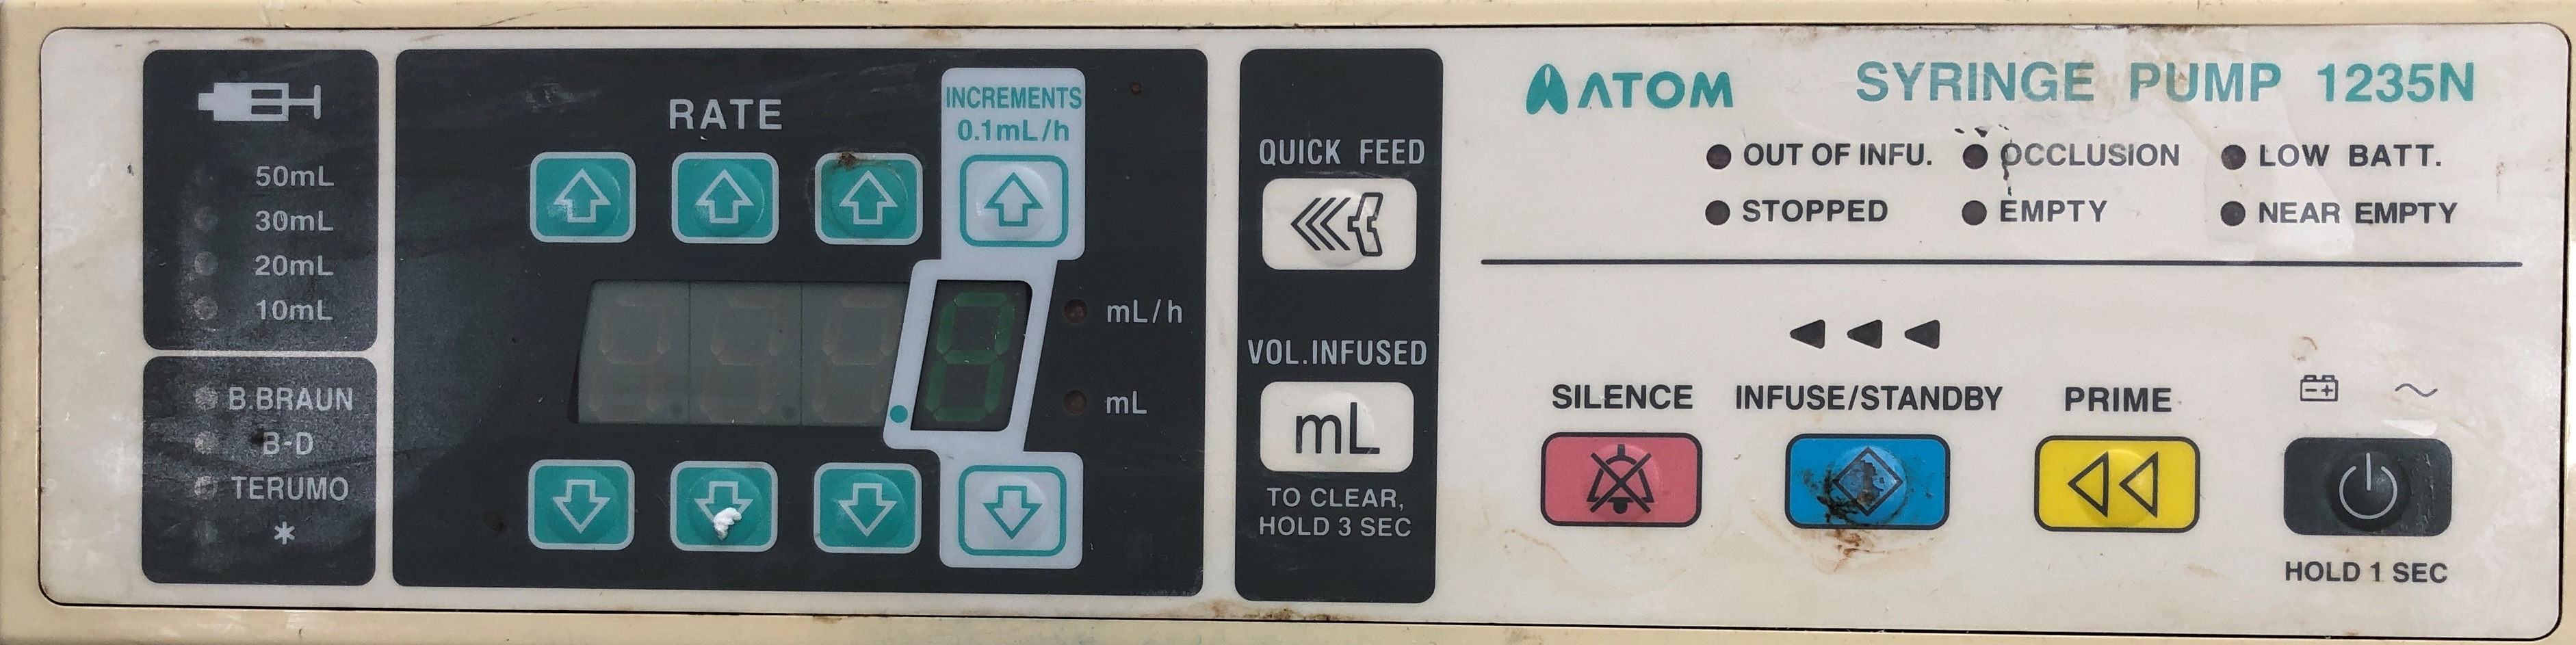 50mL
30mL
20mL
10mL
B.BRAUN
B-D
TERUMO
*
RATE
INCREMENTS
0.1mL/h
mL/h
mL
QUICK FEED
VOL.INFUSED
mL
TO CLEAR,
HOLD 3 SEC
ATOM
SYRINGE PUMP 1235N
OUT OF INFU. OCCLUSION LOW BATT.
STOPPED EMPTY NEAR EMPTY
SILENCE INFUSE/STANDBY PRIME
HOLD 1 SEC